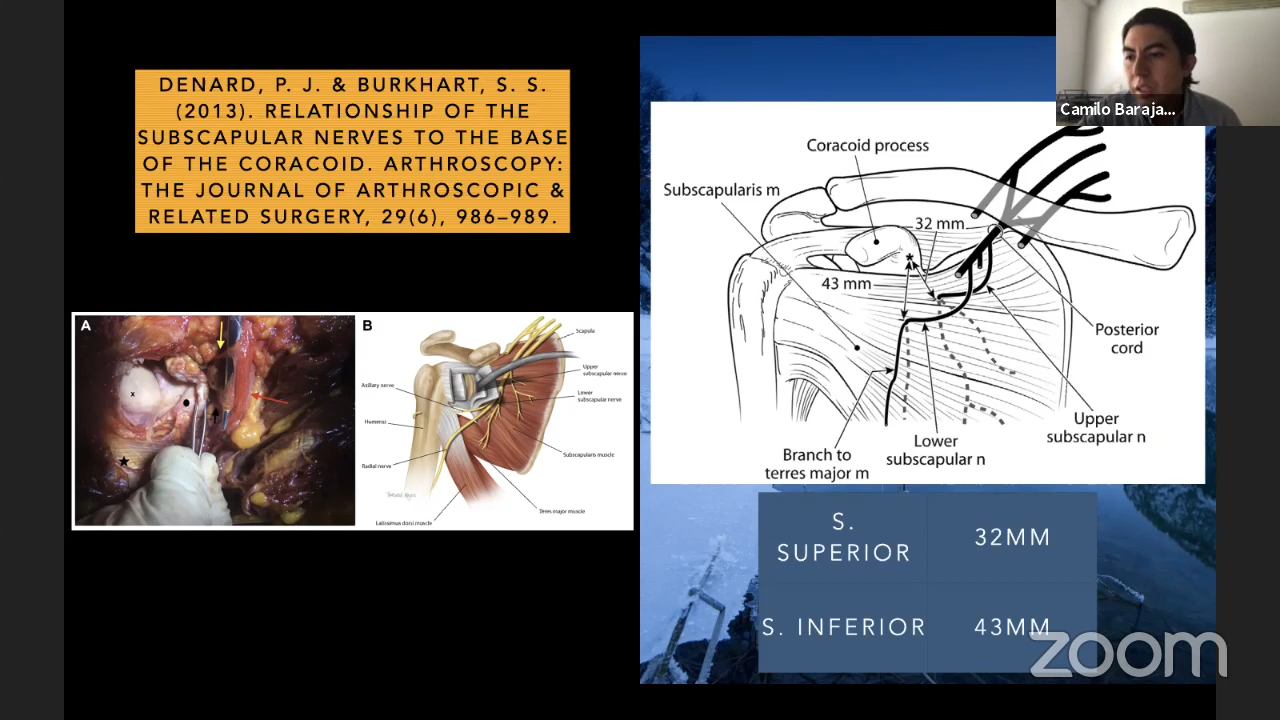 DENARD, P. J. & BURKHART, S. S.
(2013). RELATIONSHIP OF THE
SUBSCAPULAR NERVES TO THE BASE
OF THE CORACOID. ARTHROSCOPY:
THE JOURNAL OF ARTHROSCOPIC &
RELATED SURGERY, 29(6), 986–989.
A
x
B
Scapula
Upper
subscapular nerve
Lower
subscapular nerve
Axillary nerve
Humerus
Radial nerve
Subscapularis muscle
Teres major muscle
Latissimus dorsi muscle
Camilo Baraja...
Coracoid process
Subscapularis m
32 mm
*
43 mm
Posterior
cord
Upper
subscapular n
Lower
subscapular n
Branch to
terres major m
S.
SUPERIOR
32MM
S. INFERIOR
43MM
zoom